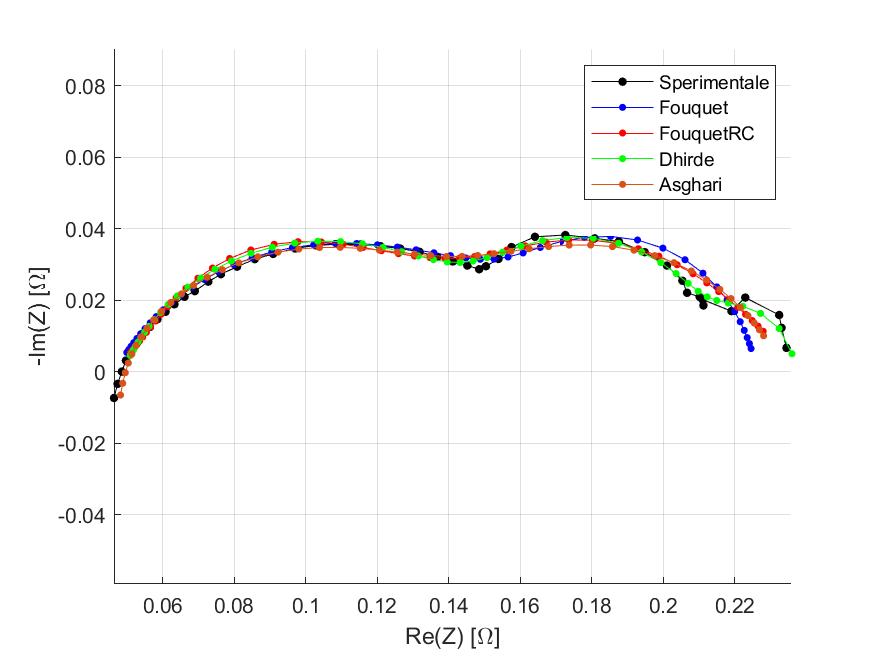 0.08
0.06
0.04
0.02
0
-0.02
-0.04
-Im(Z) [Ω]
Sperimentale
Fouquet
FouquetRC
Dhirde
Asghari
0.06 0.08 0.1 0.12 0.14 0.16 0.18 0.2 0.22
Re(Z) [Ω]